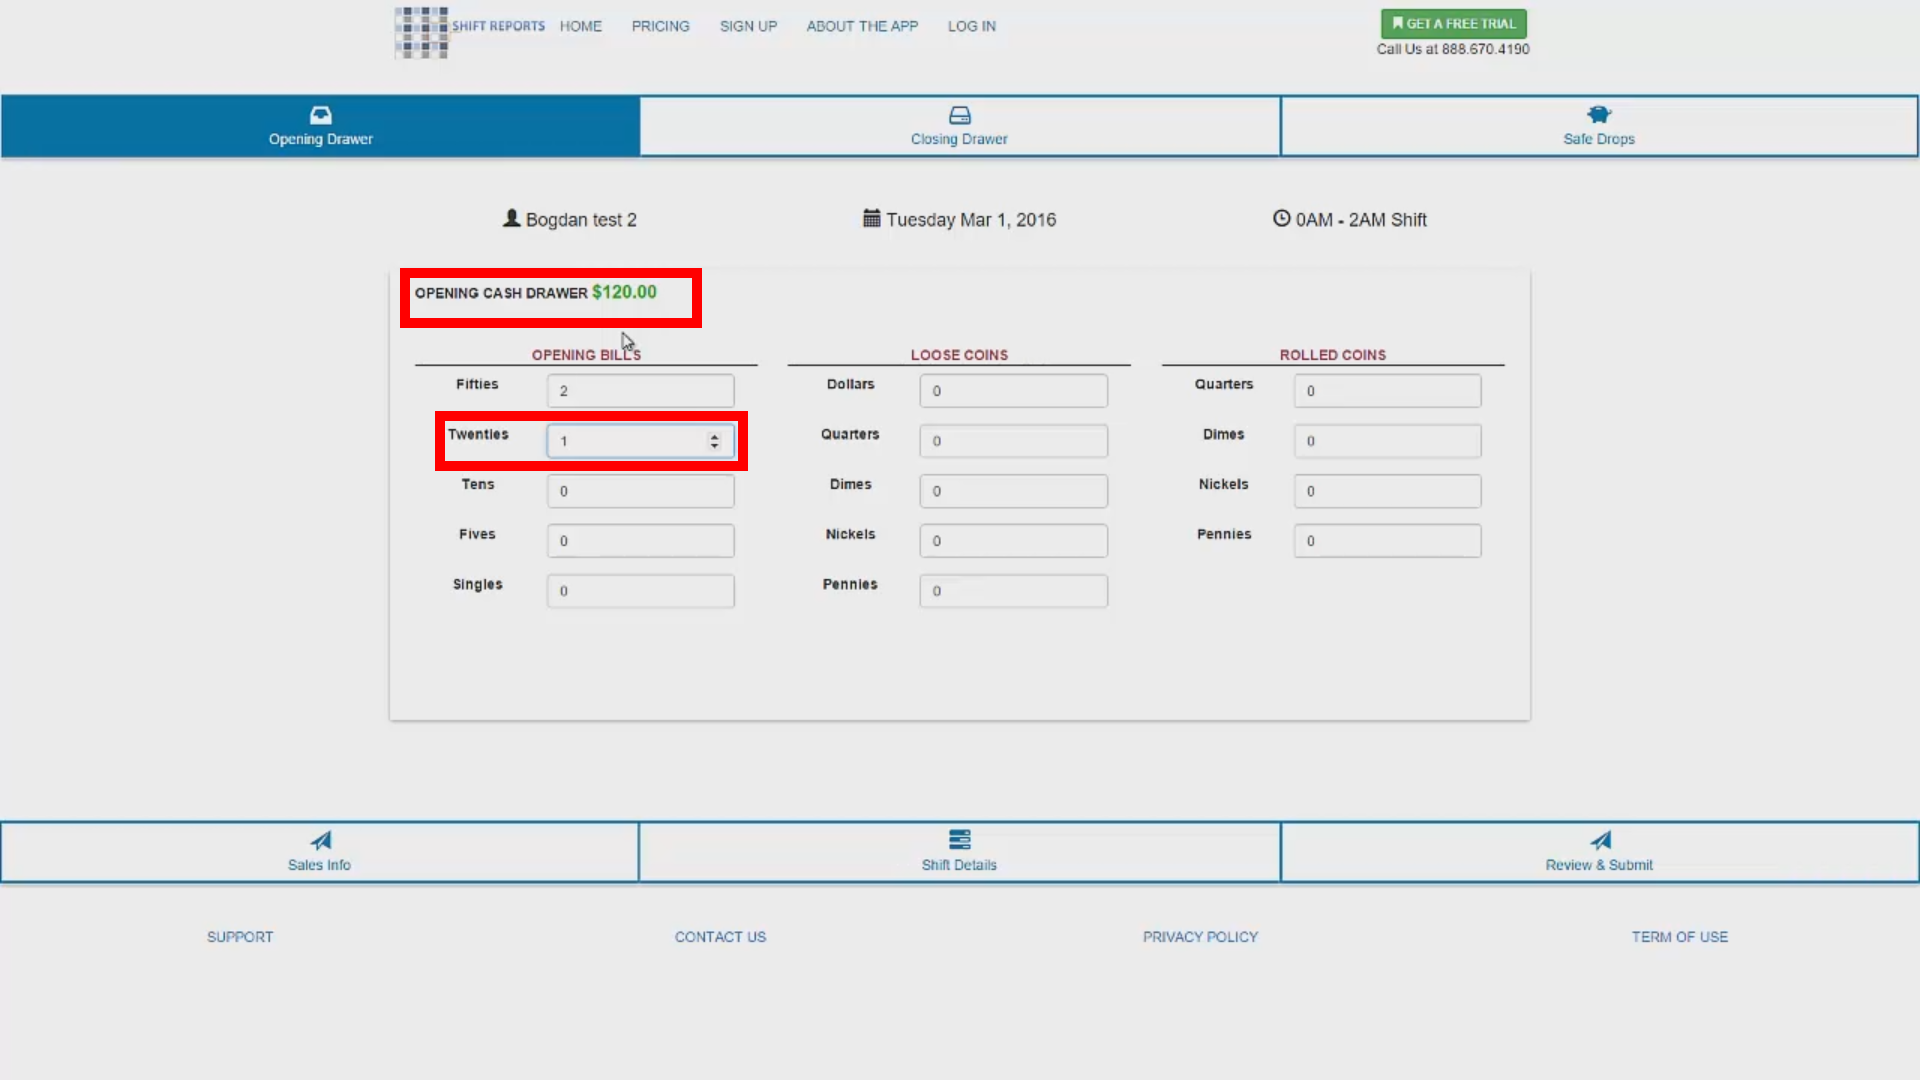 SHIFT REPORTS HOME PRICING SIGN UP ABOUT THE APP LOG IN
GET A FREE TRIAL
Call Us at 888.670.4190
Opening Drawer
Closing Drawer
Safe Drops
Bogdan test 2
Tuesday Mar 1, 2016
0AM - 2AM Shift
OPENING CASH DRAWER $120.00
OPENING BILLS
Fifties 2
Twenties 1
Tens 0
Fives 0
Singles 0
LOOSE COINS
Dollars 0
Quarters 0
Dimes 0
Nickels 0
Pennies 0
ROLLED COINS
Quarters 0
Dimes 0
Nickels 0
Pennies 0
Sales Info
Shift Details
Review & Submit
SUPPORT
CONTACT US
PRIVACY POLICY
TERM OF USE